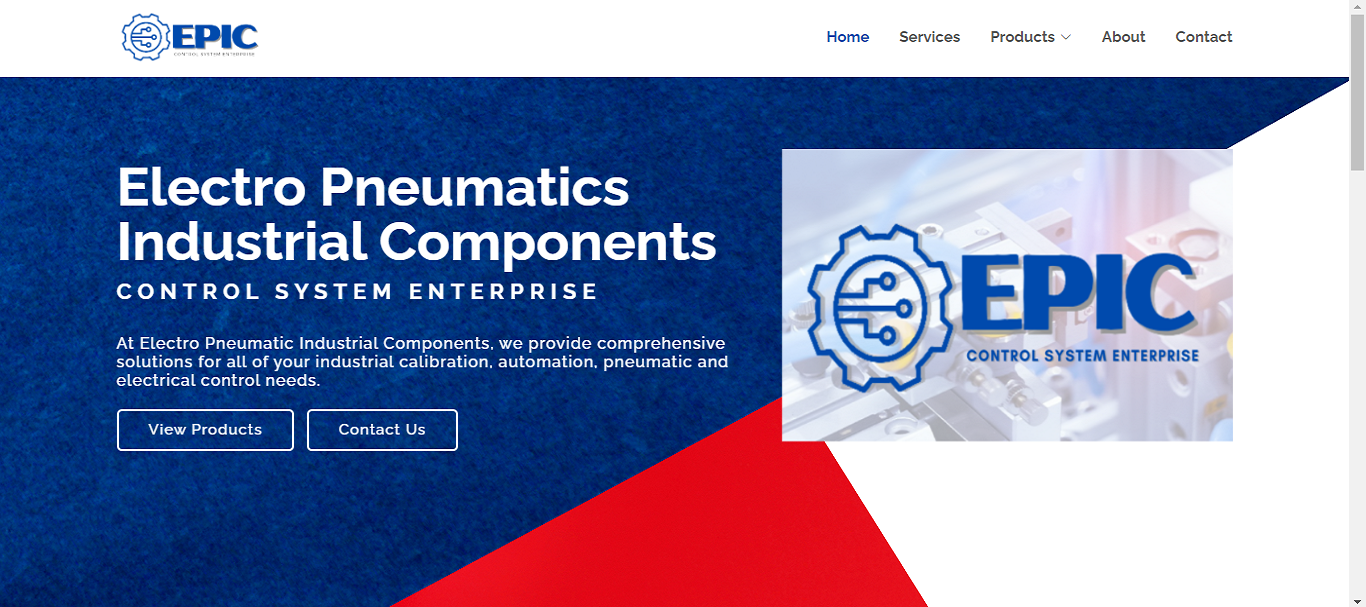 EPIC
CONTROL SYSTEM ENTERPRISE
Home Services Products About Contact
Electro Pneumatics
Industrial Components
CONTROL SYSTEM ENTERPRISE
At Electro Pneumatic Industrial Components, we provide comprehensive
solutions for all of your industrial calibration, automation, pneumatic and
electrical control needs.
View Products Contact Us
EPIC
CONTROL SYSTEM ENTERPRISE